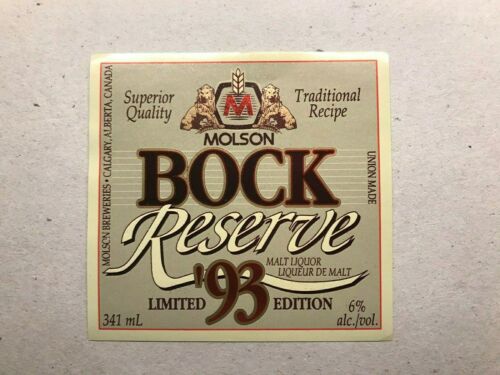 Superior
Quality
Traditional
Recipe
M
MOLSON
BOCK
Reserve
MALT LIQUOR
LIQUEUR DE MALT
LIMITED '93 EDITION
341 mL
6%
alc./vol.
MOLSON BREWERIES • CALGARY, ALBERTA, CANADA
UNION MADE